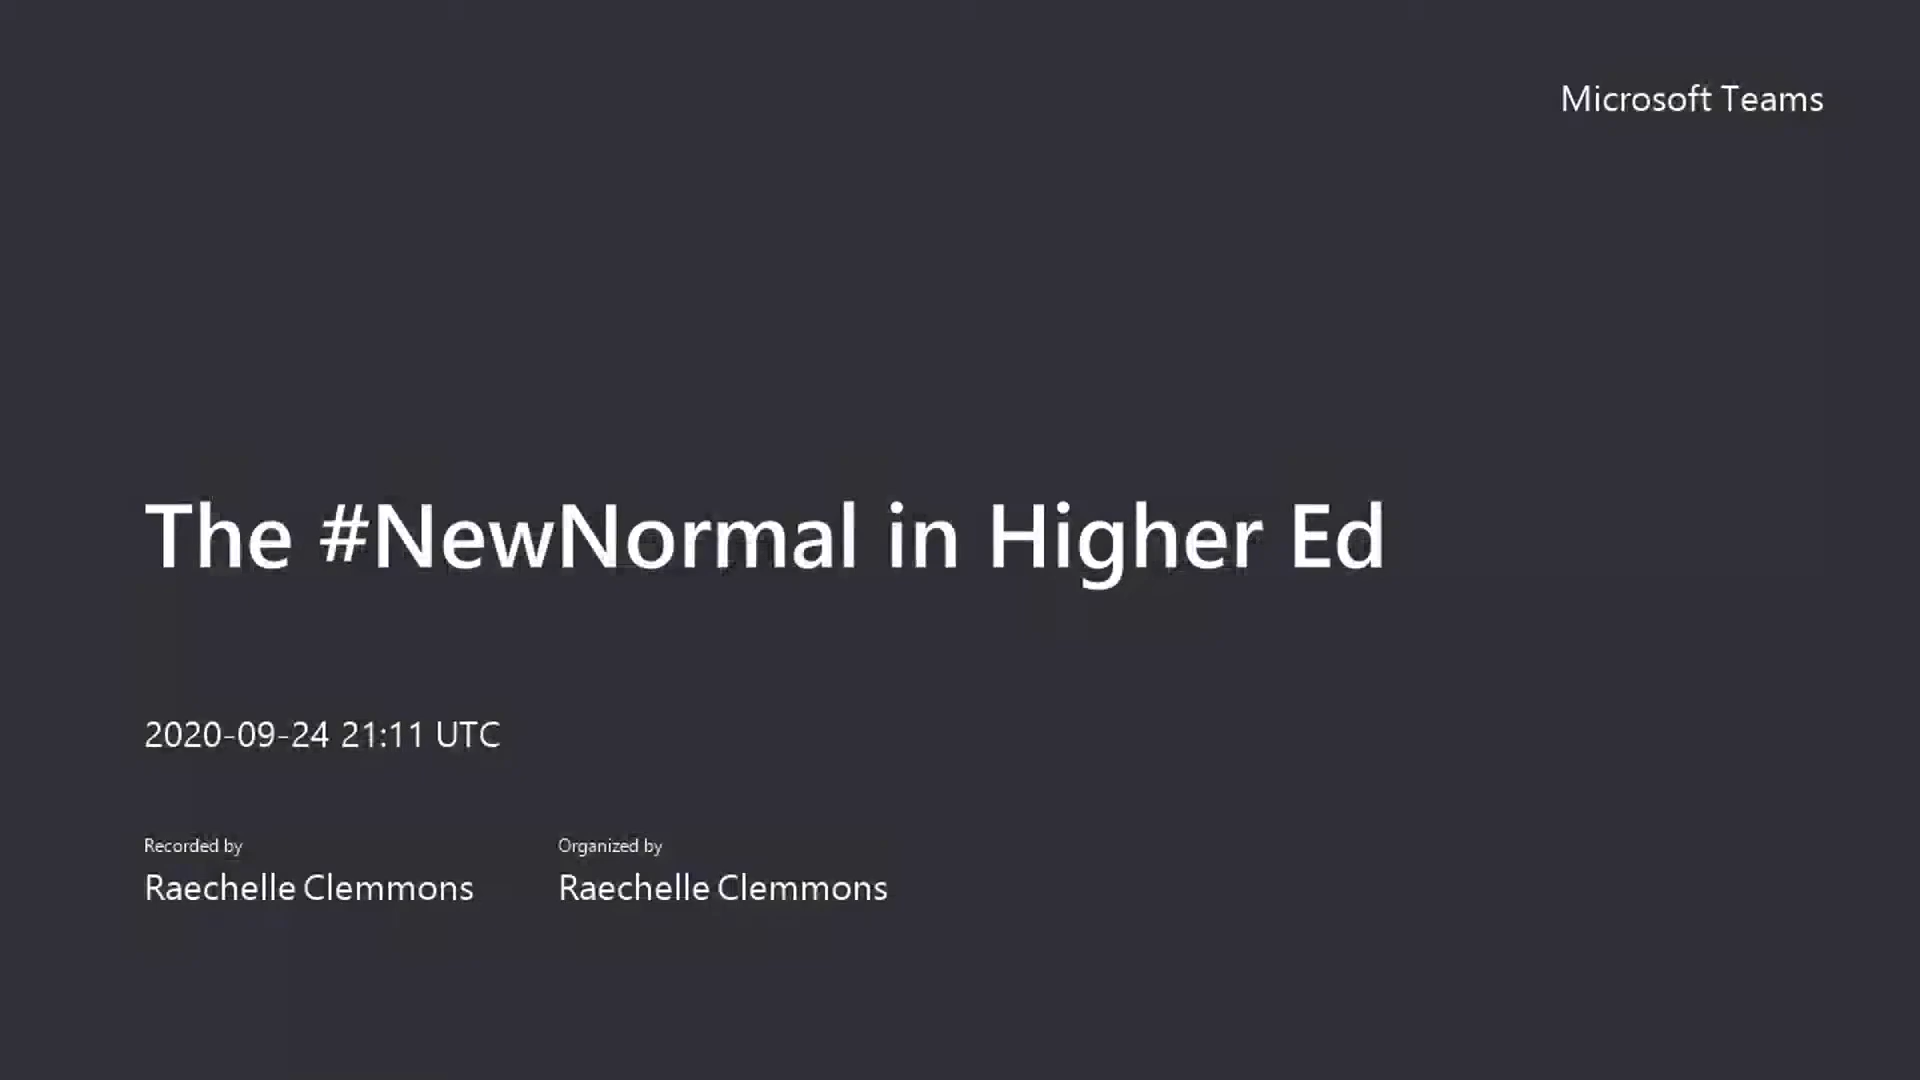 Microsoft Teams
The #NewNormal in Higher Ed
2020-09-24 21:11 UTC
Recorded by
Raechelle Clemmons
Organized by
Raechelle Clemmons